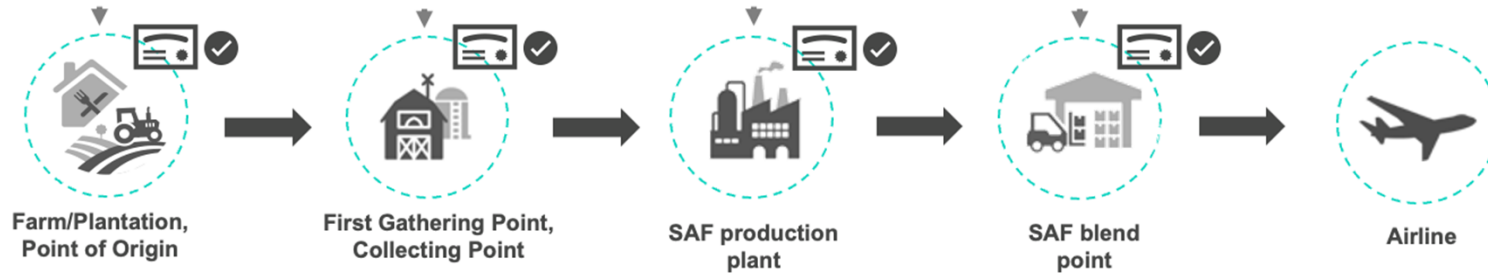 Farm/Plantation,
Point of Origin
First Gathering Point,
Collecting Point
SAF production
plant
SAF blend
point
Airline